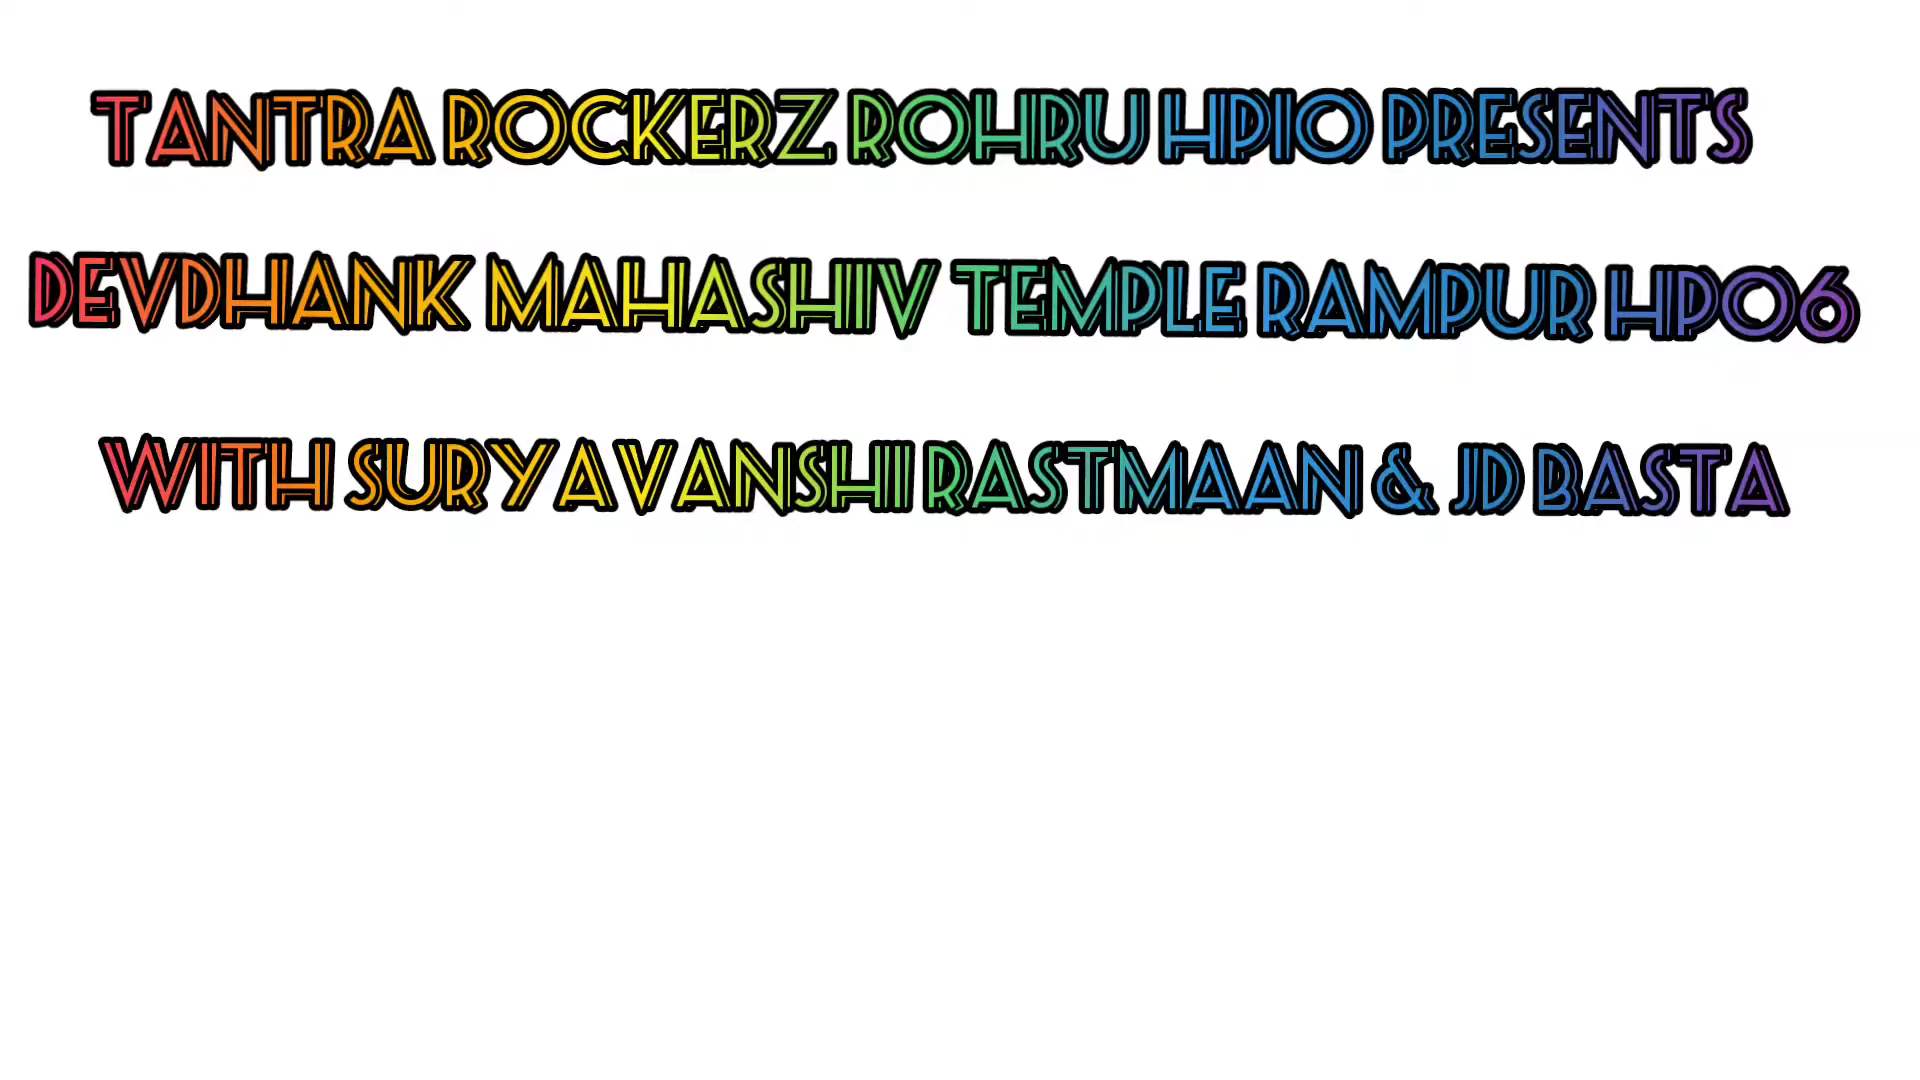 TANTRA ROCKERZ ROHRU HP10 PRESENTS
DEVDHANK MAHASHIV TEMPLE RAMPUR HP06
WITH SURYAVANSHI RASTMAAN & JD BASTA